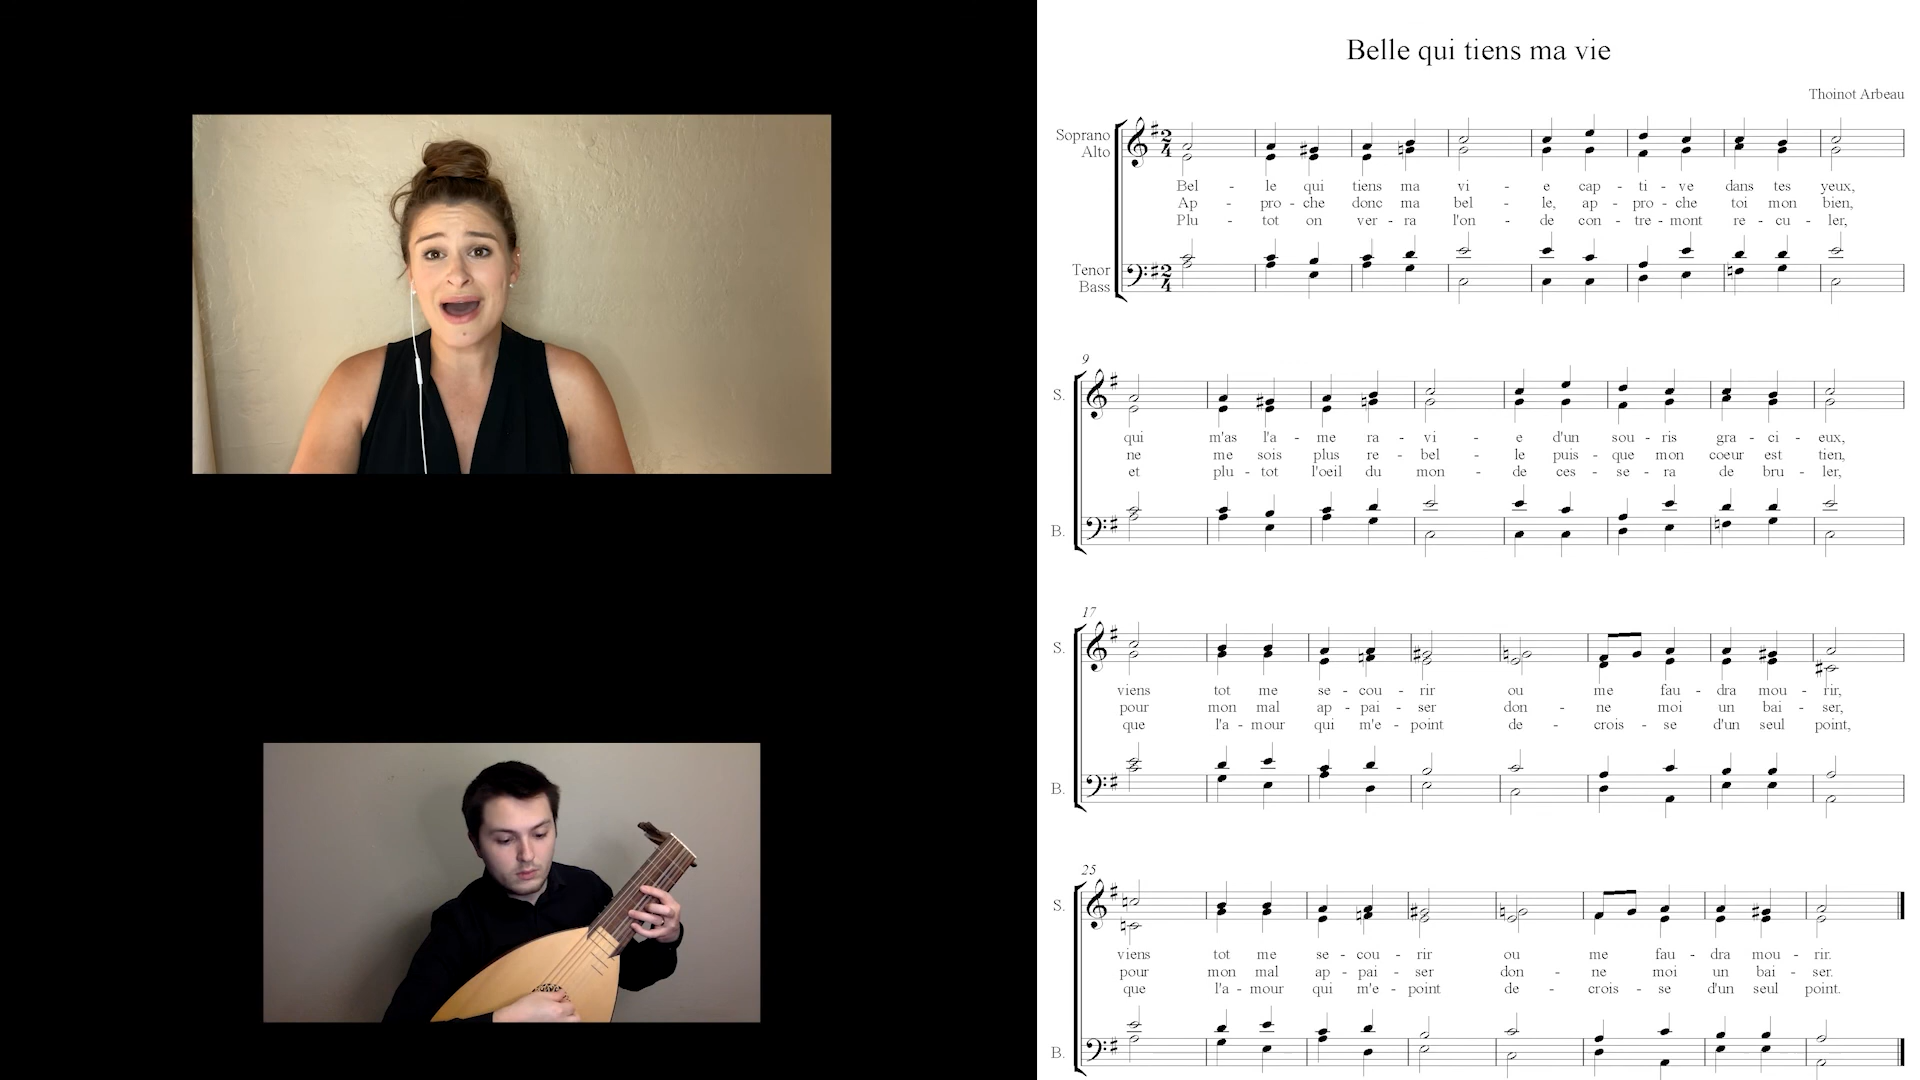 Belle qui tiens ma vie
Thoinot Arbeau
Soprano
Alto
Bel - le qui tiens ma vi - e cap - ti - ve dans tes yeux,
Ap - pro - che donc ma bel - le, ap - pro - che toi mon bien,
Plu - tot on ver - ra l'on - de con - tre - mont re - cu - ler,
Tenor
Bass
9
S.
qui m'as l'a - me ra - vi - e d'un sou - ris gra - ci - eux,
ne me sois plus re - bel - le puis - que mon coeur est tien,
et plu - tot l'oeil du mon - de ces - se - ra de bru - ler,
B.
17
S.
viens tot me se - cou - rir ou me fau - dra mou - rir,
pour mon mal ap - pai - ser don - ne moi un bai - ser,
que l'a - mour qui m'e - point de - crois - se d'un seul point,
B.
25
S.
viens tot me se - cou - rir ou me fau - dra mou - rir.
pour mon mal ap - pai - ser don - ne moi un bai - ser.
que l'a - mour qui m'e - point de - crois - se d'un seul point.
B.